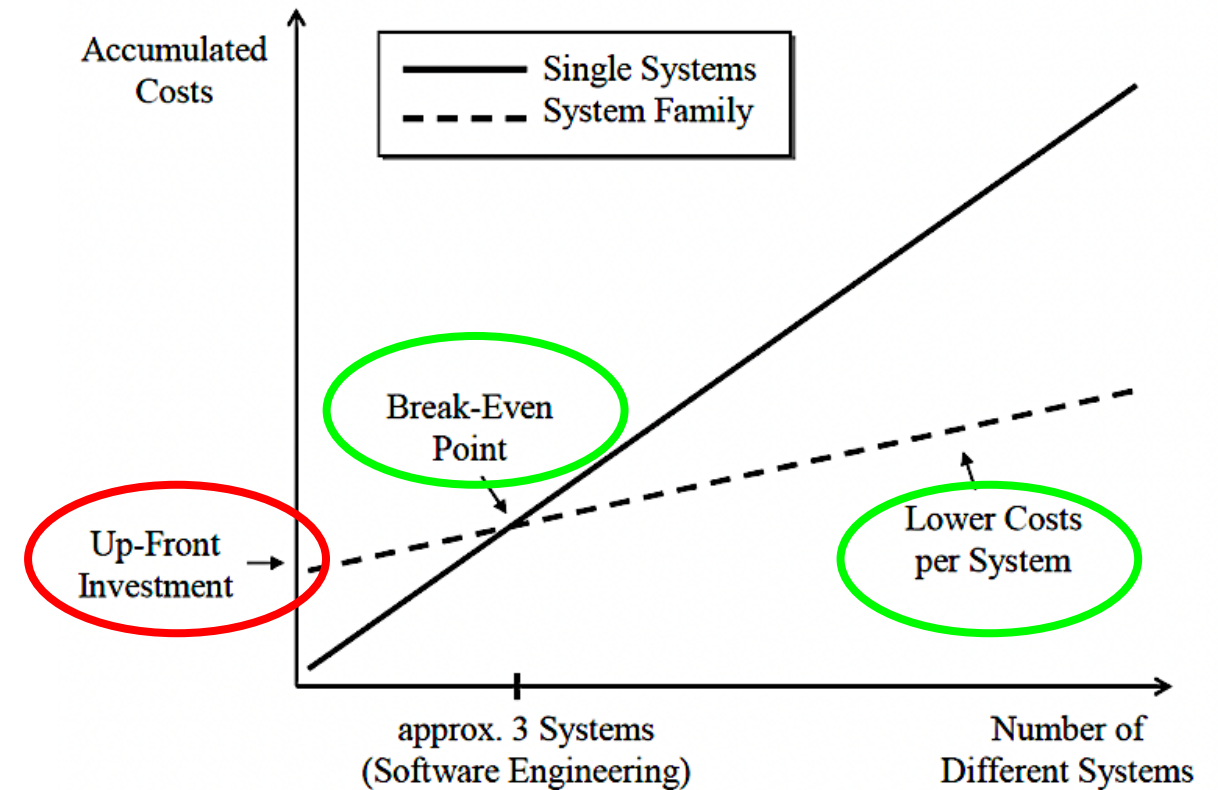 Accumulated
Costs
Single Systems
System Family
Break-Even
Point
Up-Front
Investment
Lower Costs
per System
approx. 3 Systems
(Software Engineering)
Number of
Different Systems